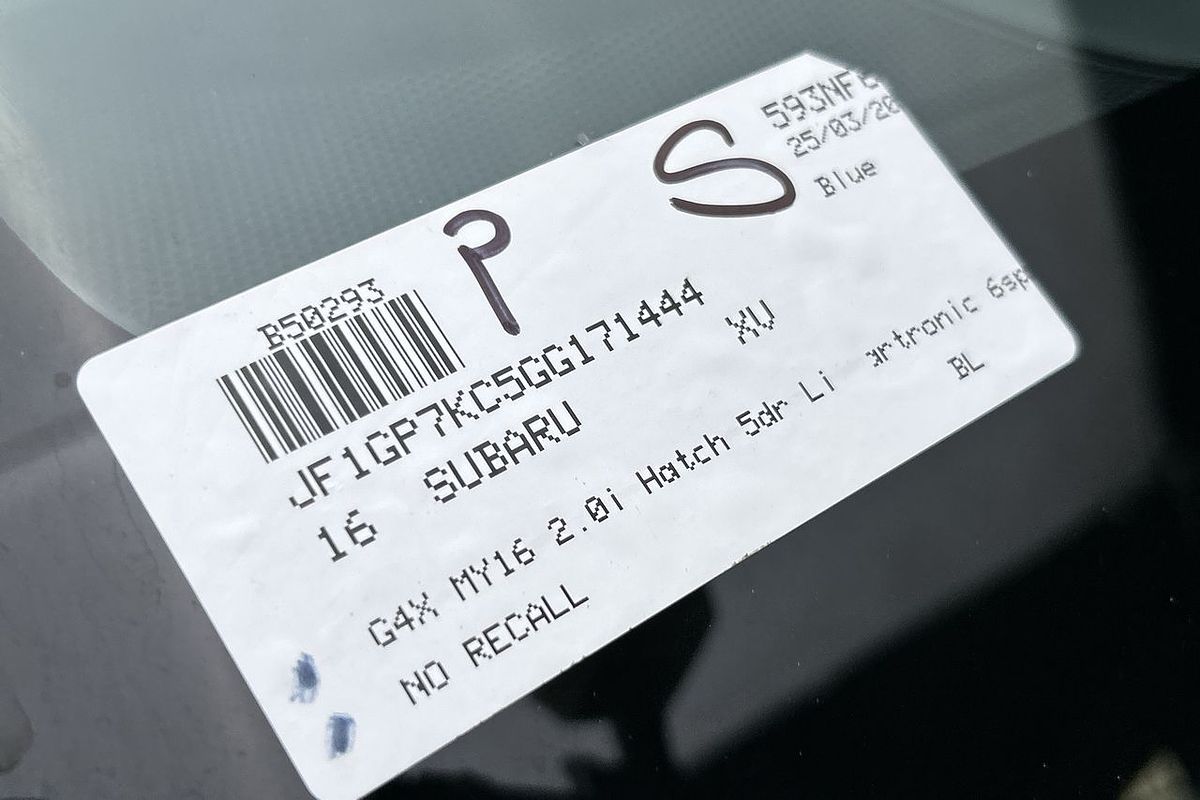 593NF
25/03/20
Blue
P S
B50293
JF1GP7KC5GG171444
16 SUBARU XV
G4X MY16 2.0i Hatch 5dr Li artronic 6sp
NO RECALL BL